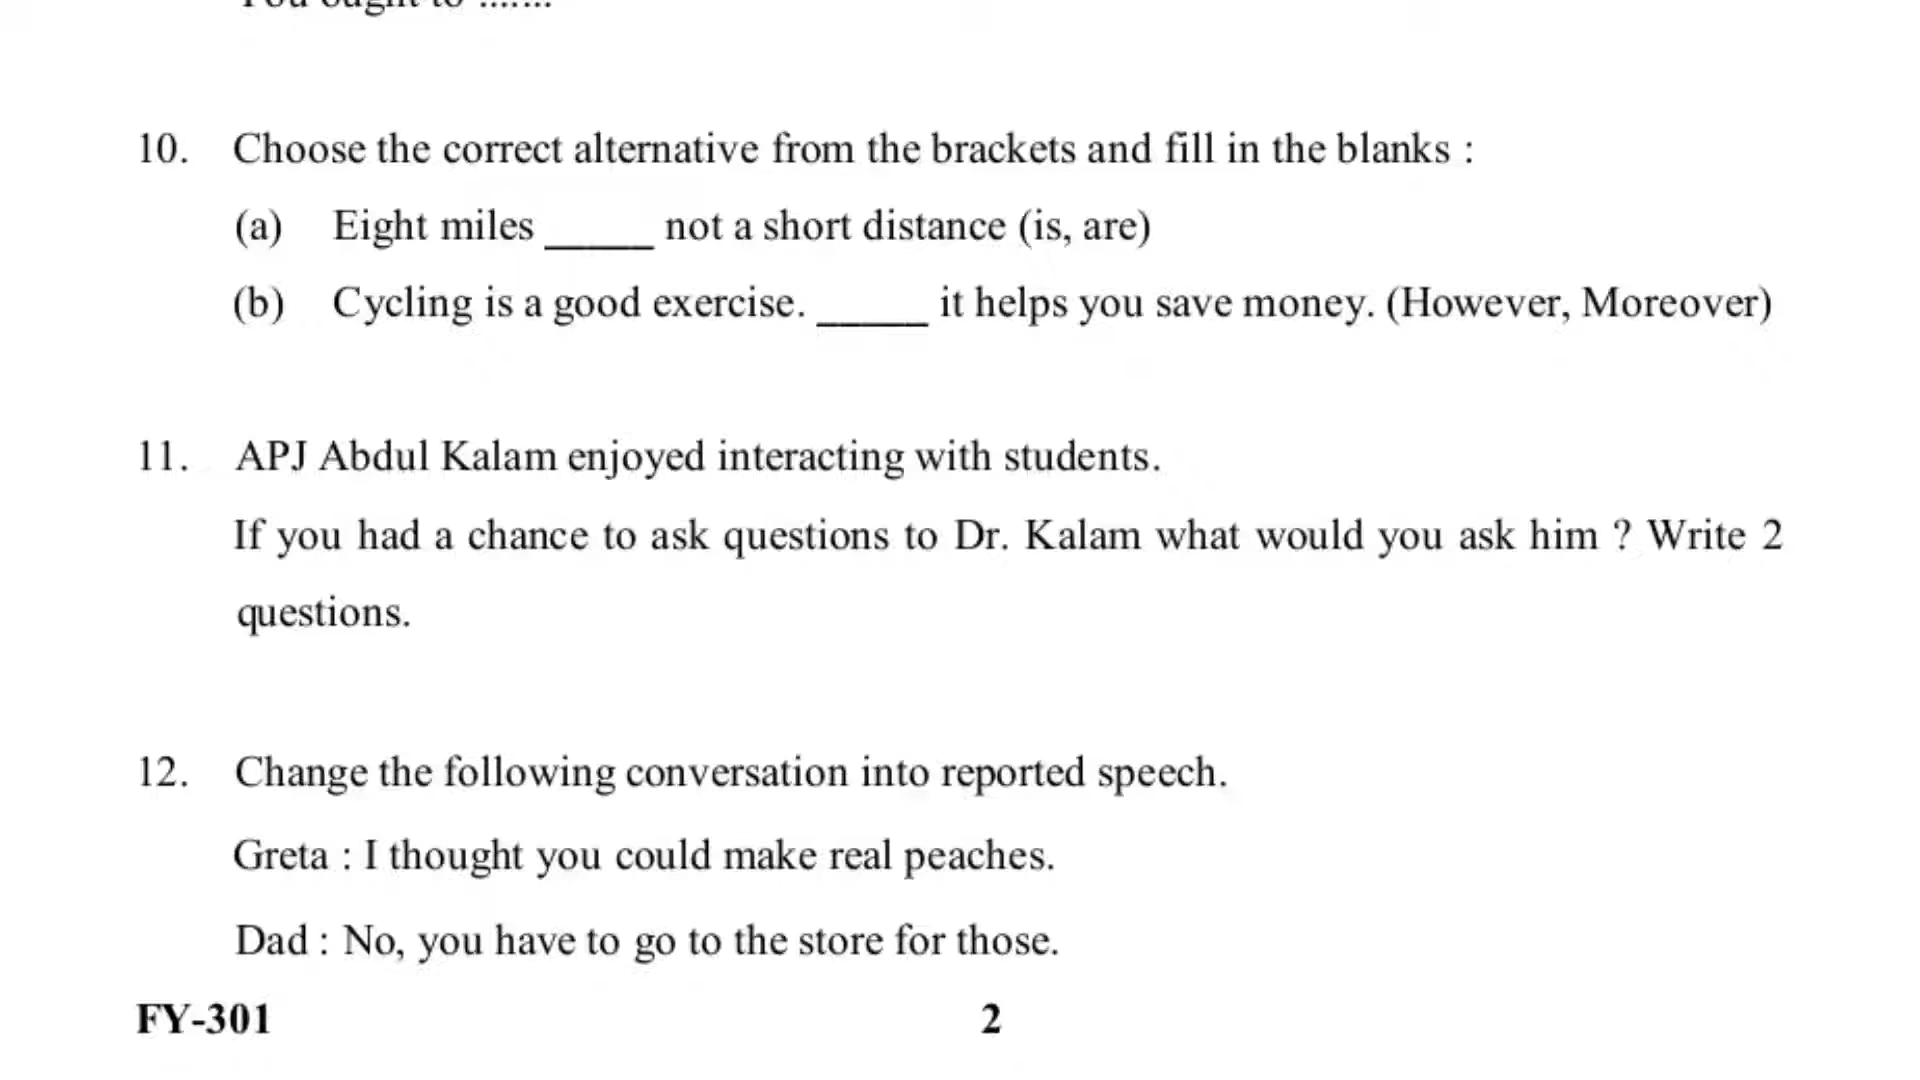 You ought to .......
10. Choose the correct alternative from the brackets and fill in the blanks :
(a) Eight miles _____ not a short distance (is, are)
(b) Cycling is a good exercise. _____ it helps you save money. (However, Moreover)
11. APJ Abdul Kalam enjoyed interacting with students.
If you had a chance to ask questions to Dr. Kalam what would you ask him ? Write 2
questions.
12. Change the following conversation into reported speech.
Greta : I thought you could make real peaches.
Dad : No, you have to go to the store for those.
FY-301 2